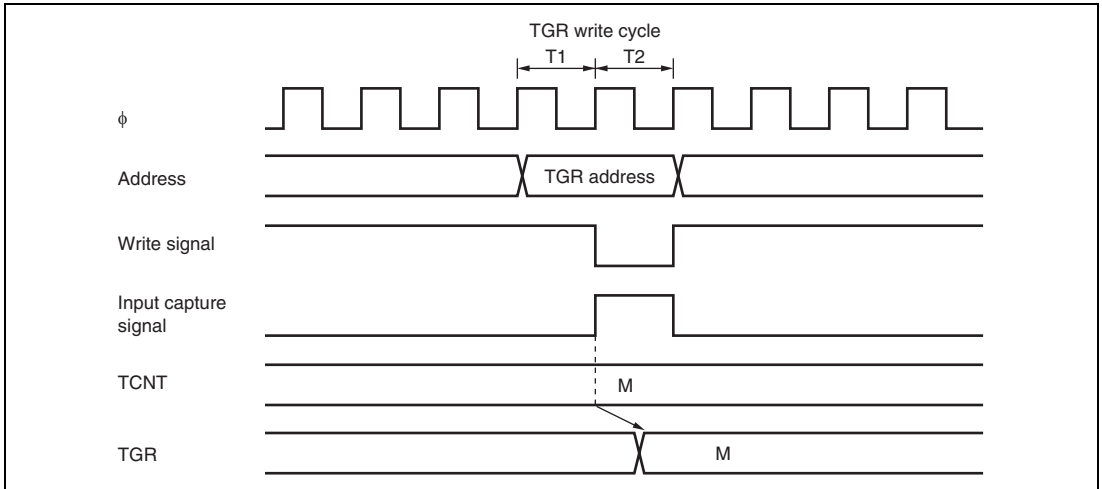 TGR write cycle
T1 T2
ϕ
Address
TGR address
Write signal
Input capture
signal
TCNT
M
TGR
M